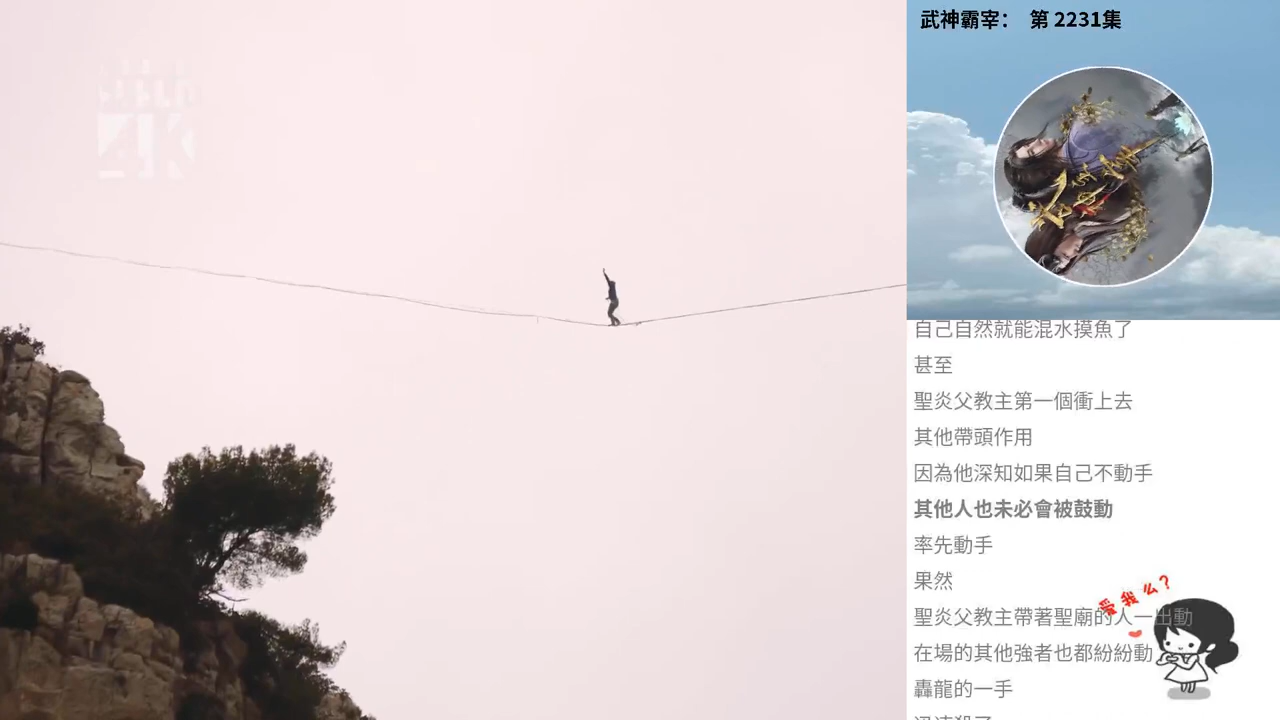 武神霸宰： 第 2231集
自己自然就能混水摸魚了
甚至
聖炎父教主第一個衝上去
其他帶頭作用
因為他深知如果自己不動手
其他人也未必會被鼓動
率先動手
果然
聖炎父教主帶著聖廟的人一出動
在場的其他強者也都紛紛動
轟龍的一手
爱我么?
4K